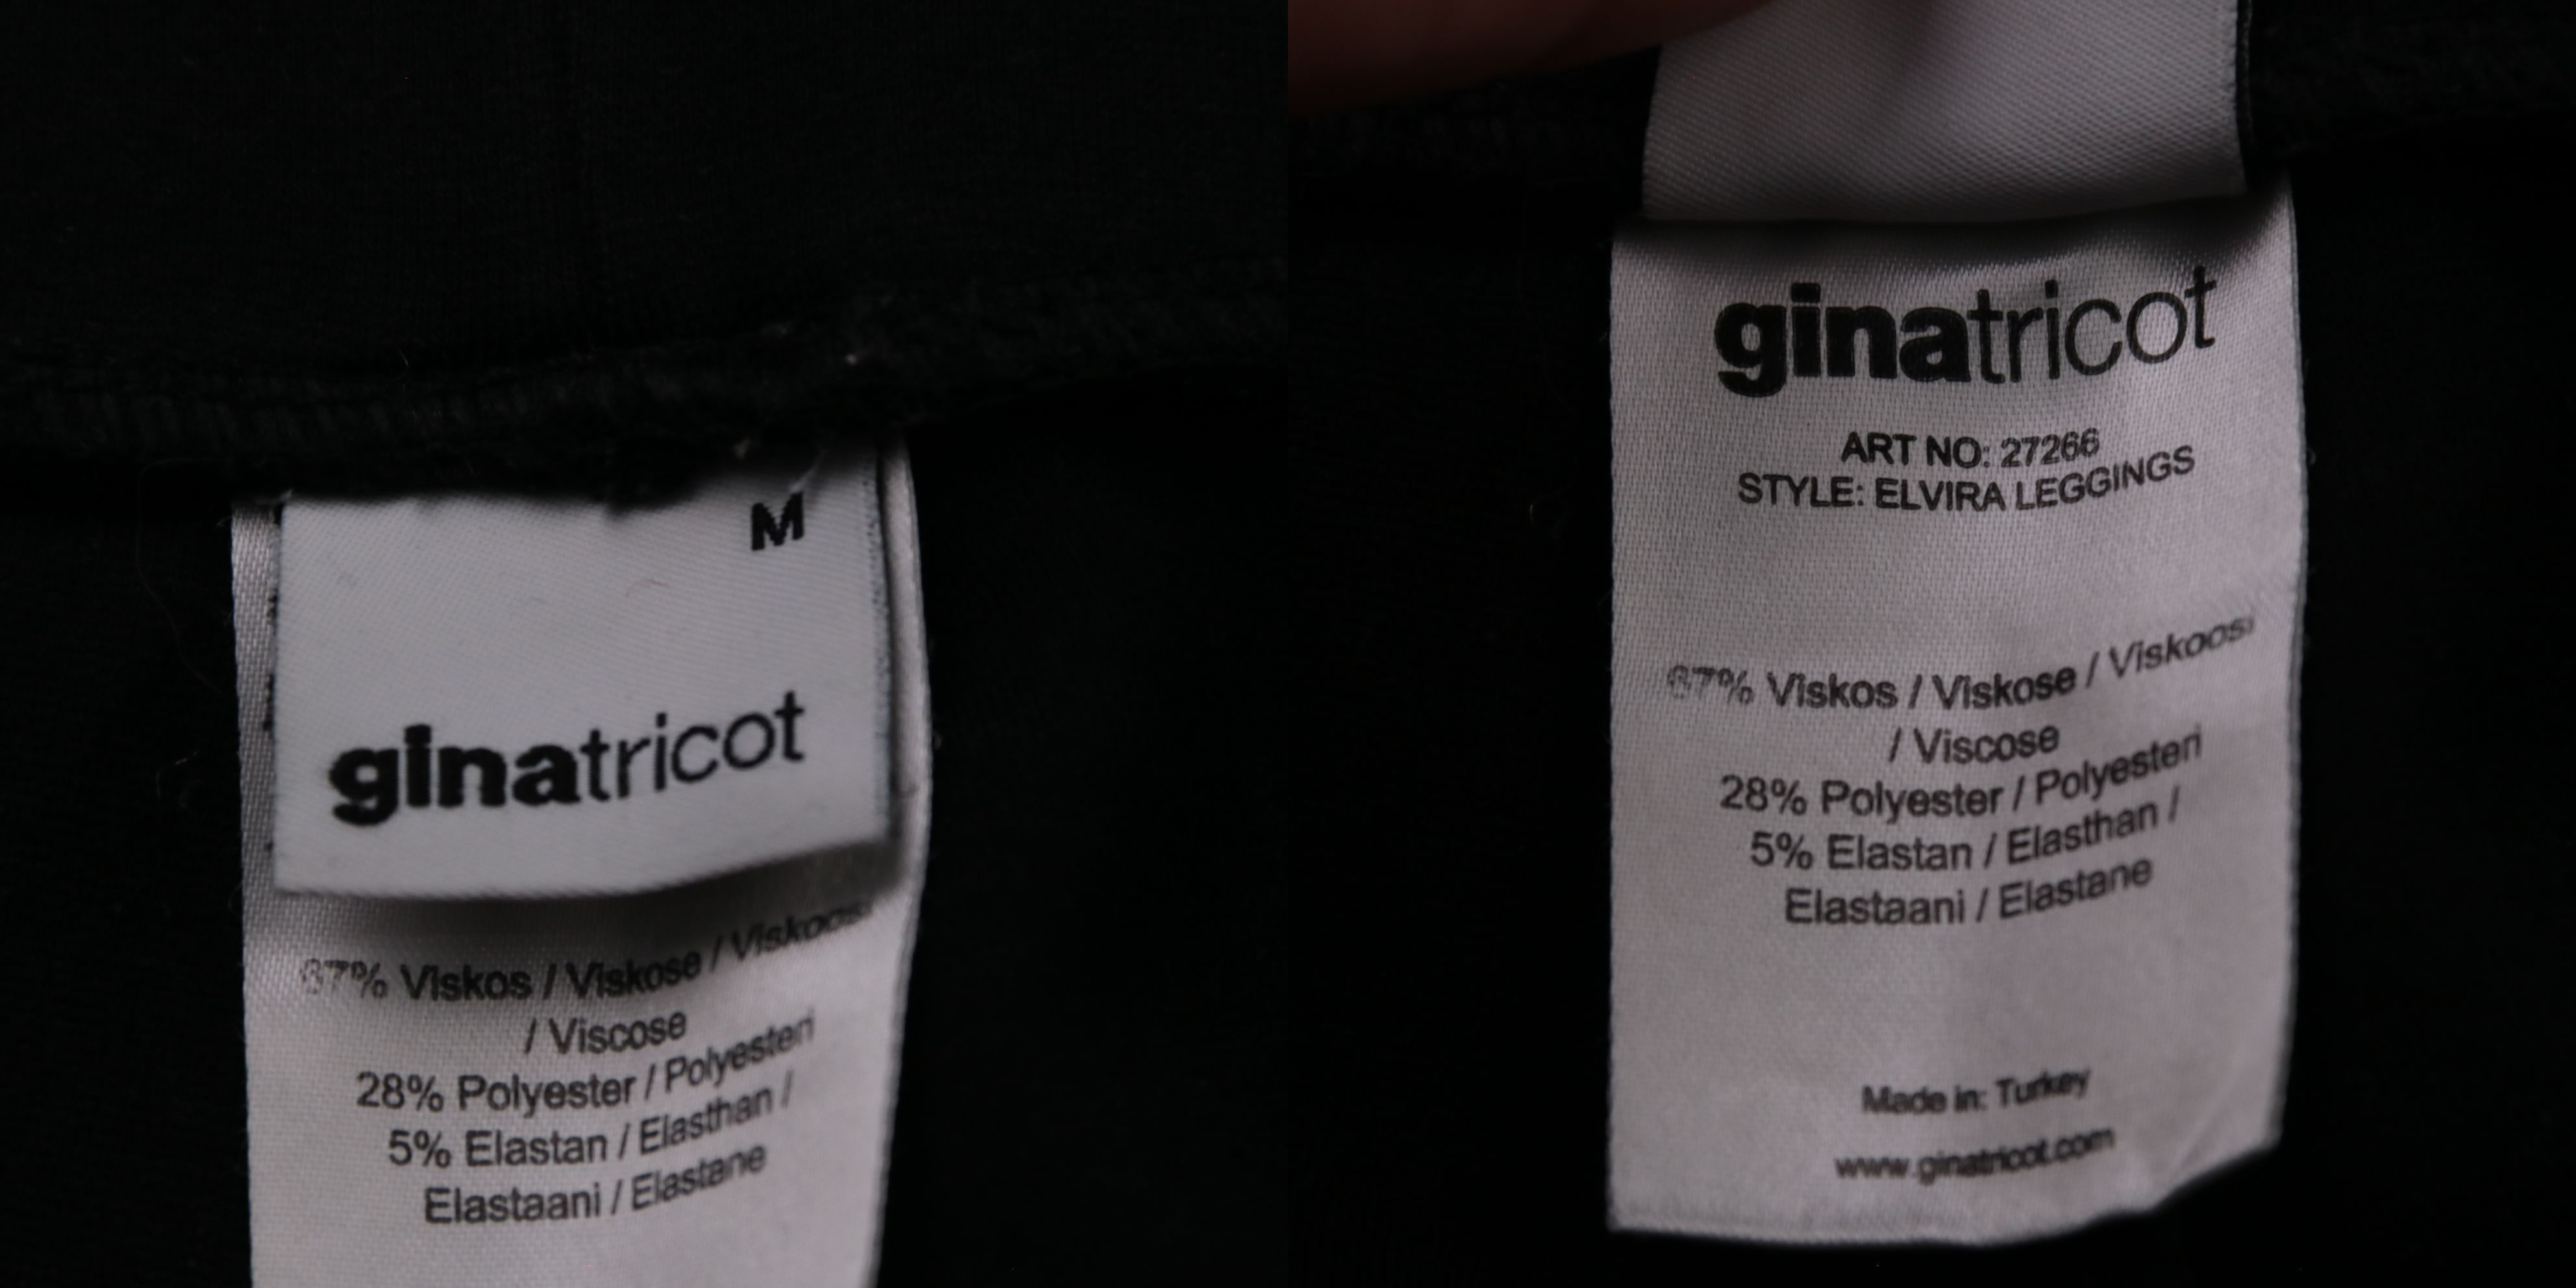 M
ginatricot
67% Viskos / Viskose / Viskoosi
/ Viscose
28% Polyester / Polyesteri
5% Elastan / Elasthan /
Elastaani / Elastane
ginatricot
ART NO: 27266
STYLE: ELVIRA LEGGINGS
67% Viskos / Viskose / Viskoosi
/ Viscose
28% Polyester / Polyesteri
5% Elastan / Elasthan /
Elastaani / Elastane
Made in: Turkey
www.ginatricot.com